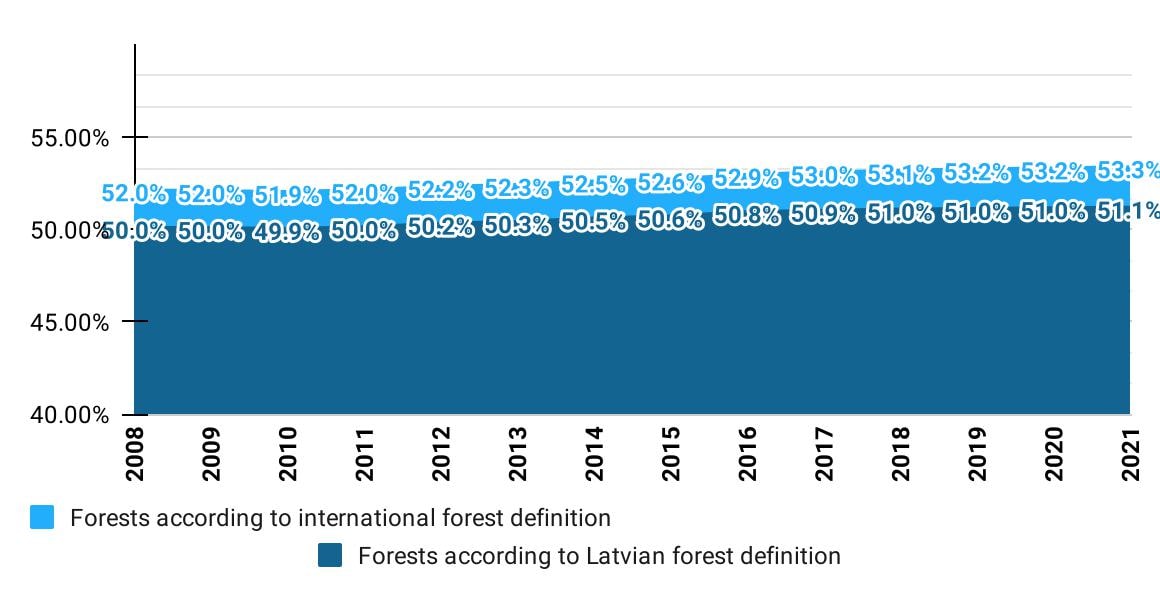 55.00%
52.0% 52.0% 51.9% 52.0% 52.2% 52.3% 52.5% 52.6% 52.9% 53.0% 53.1% 53.2% 53.2% 53.3%
50.00%
50.0% 50.0% 49.9% 50.0% 50.2% 50.3% 50.5% 50.6% 50.8% 50.9% 51.0% 51.0% 51.0% 51.1%
45.00%
40.00%
2008 2009 2010 2011 2012 2013 2014 2015 2016 2017 2018 2019 2020 2021
Forests according to international forest definition
Forests according to Latvian forest definition